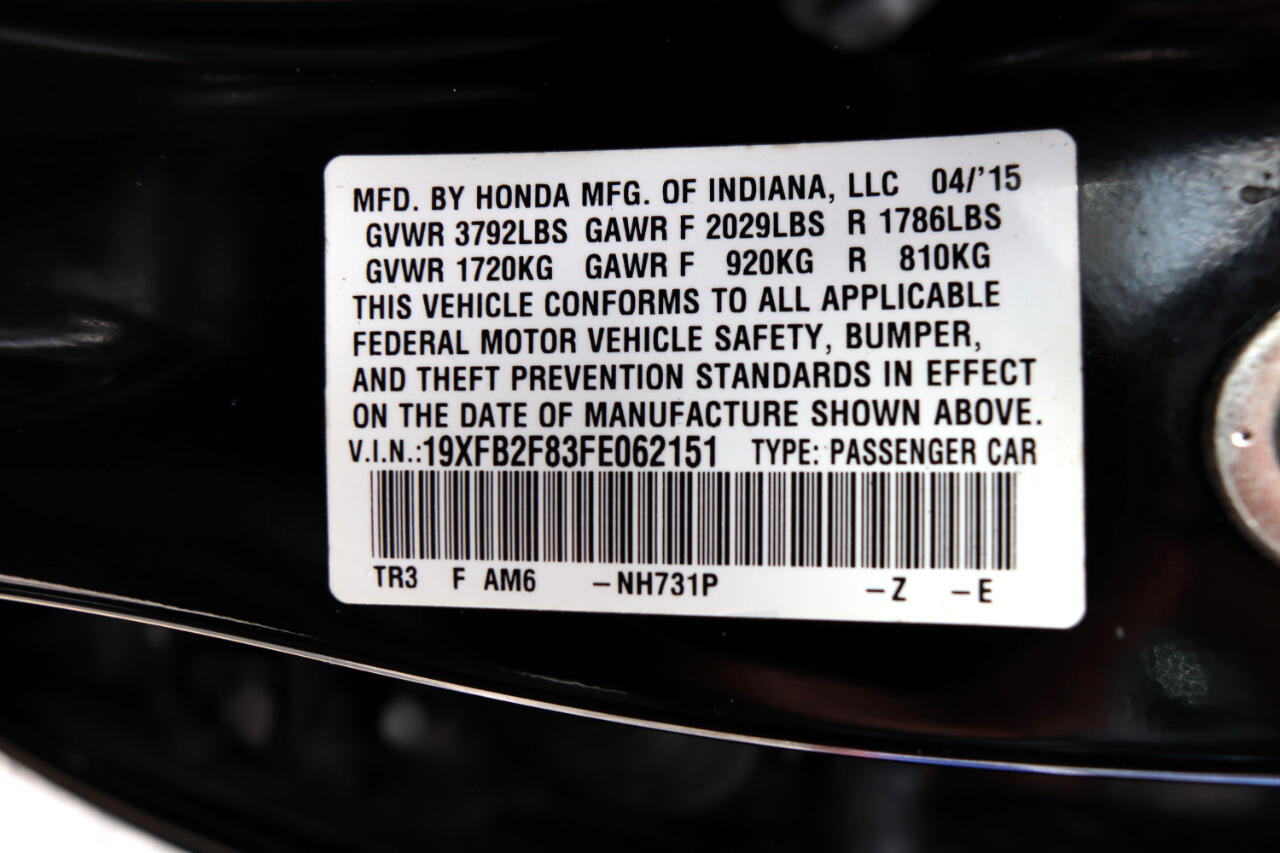 MFD. BY HONDA MFG. OF INDIANA, LLC 04/'15
GVWR 3792LBS GAWR F 2029LBS R 1786LBS
GVWR 1720KG GAWR F 920KG R 810KG
THIS VEHICLE CONFORMS TO ALL APPLICABLE
FEDERAL MOTOR VEHICLE SAFETY, BUMPER,
AND THEFT PREVENTION STANDARDS IN EFFECT
ON THE DATE OF MANUFACTURE SHOWN ABOVE.
V.I.N.:19XFB2F83FE062151 TYPE: PASSENGER CAR
TR3 F AM6 –NH731P –Z –E